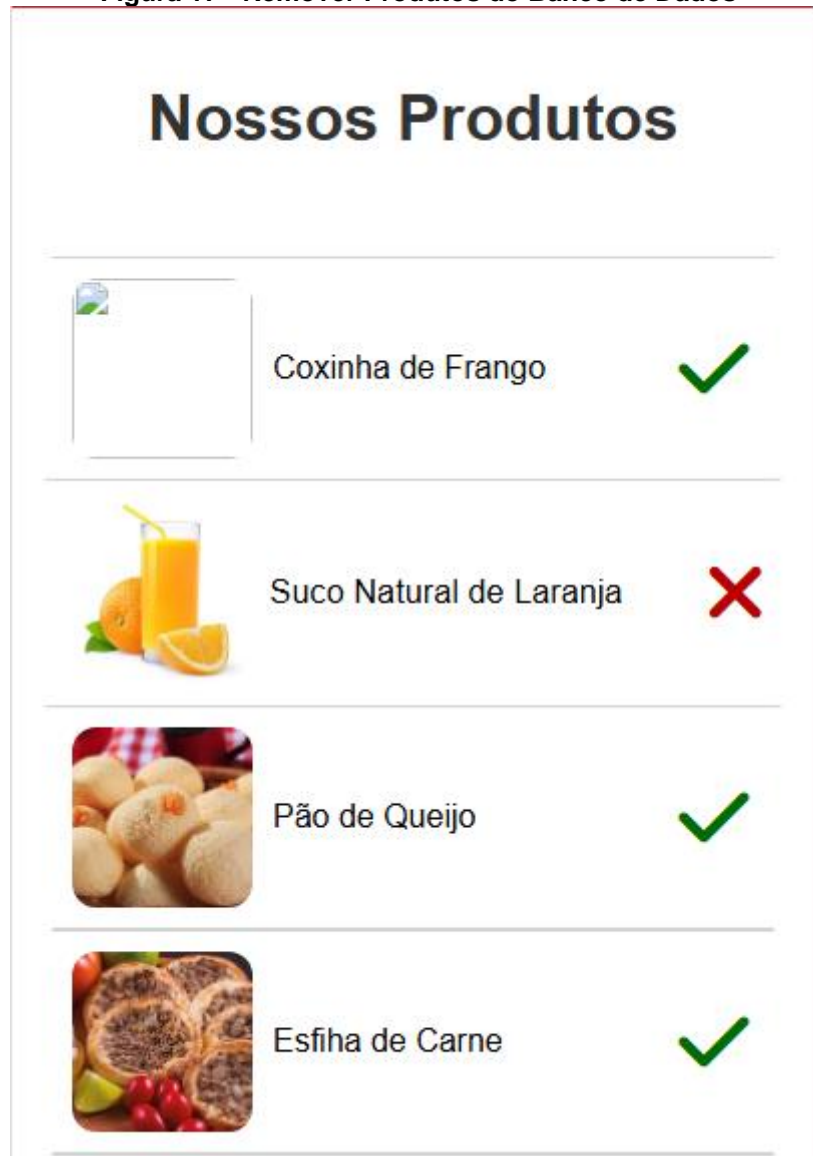 Nossos Produtos
Coxinha de Frango
Suco Natural de Laranja
Pão de Queijo
Esfiha de Carne